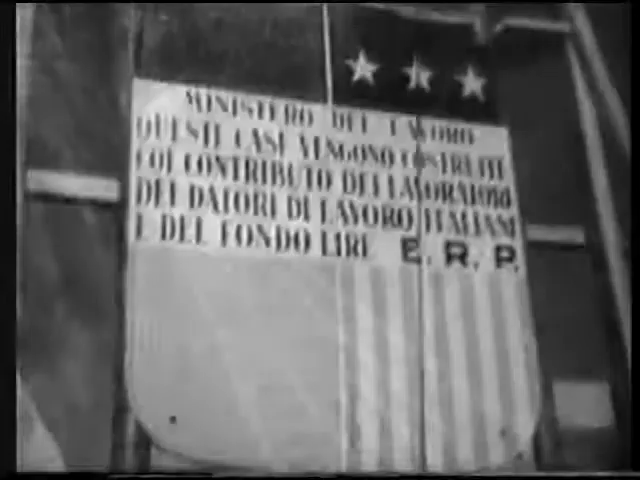 MINISTERO DEL LAVORO
QUESTE CASE VENGONO COSTRUITE
COL CONTRIBUTO DEI LAVORATORI
DEI DATORI DI LAVORO ITALIANI
E DEL FONDO LIRE E.R.P.